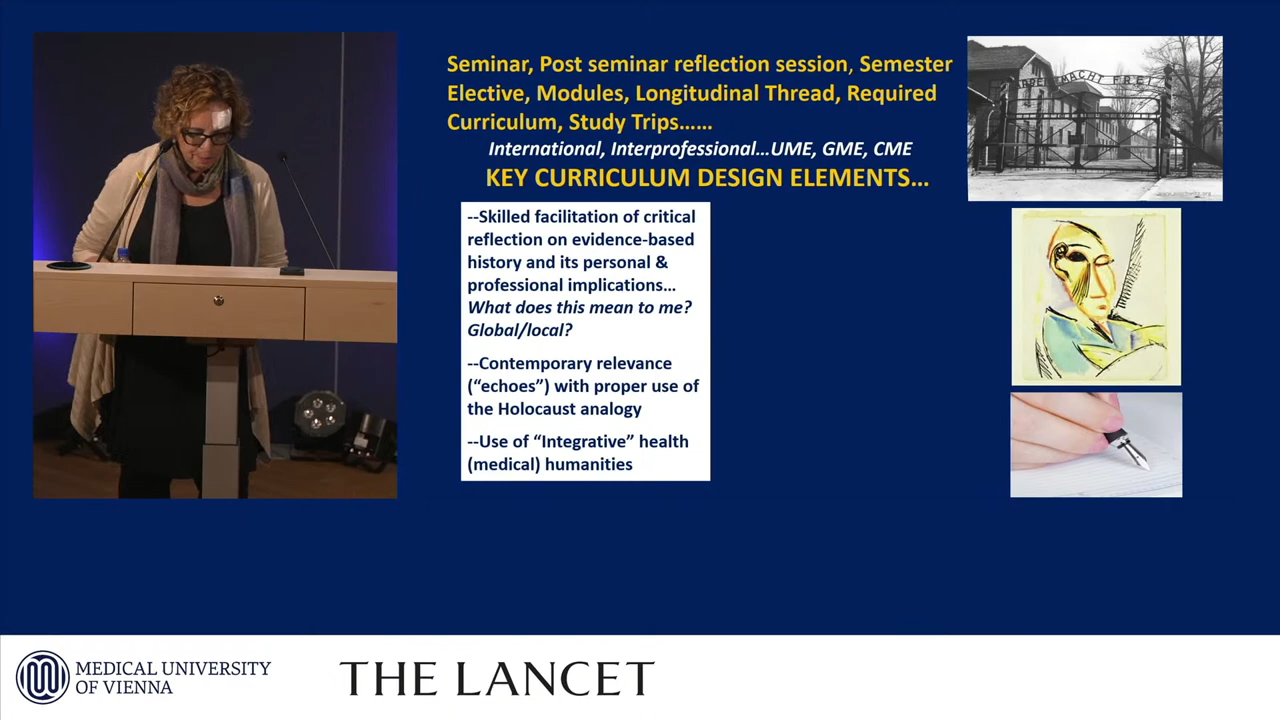 Seminar, Post seminar reflection session, Semester
Elective, Modules, Longitudinal Thread, Required
Curriculum, Study Trips……
International, Interprofessional…UME, GME, CME
KEY CURRICULUM DESIGN ELEMENTS…
--Skilled facilitation of critical
reflection on evidence-based
history and its personal &
professional implications…
What does this mean to me?
Global/local?
--Contemporary relevance
(“echoes”) with proper use of
the Holocaust analogy
--Use of “Integrative” health
(medical) humanities
MACHT FREI
MEDICAL UNIVERSITY
OF VIENNA
THE LANCET